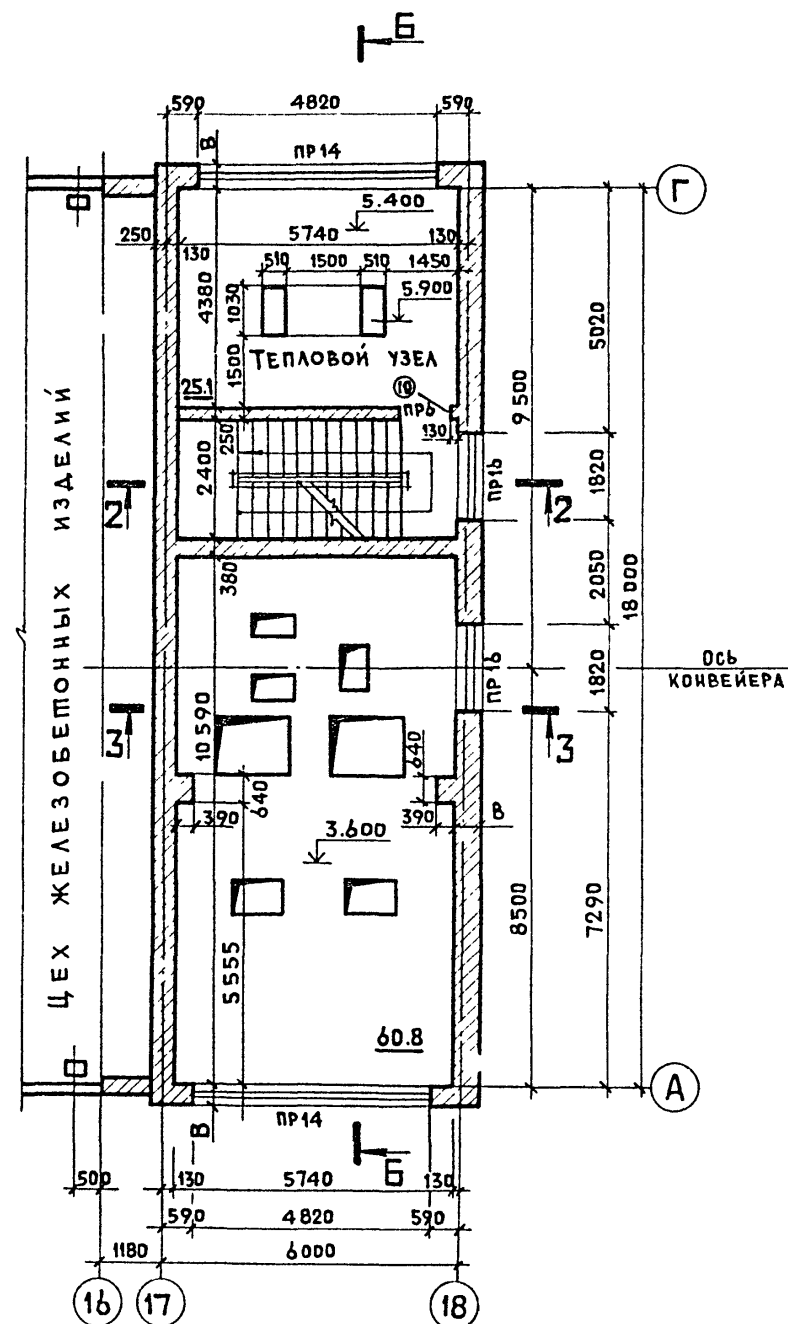 Б
590 4820 590
В
ПР14
Г
5.400
250 5740 130
130
510 1500 510 1450
4380
1030
5.900
5020
ТЕПЛОВОЙ УЗЕЛ
1500
25.1
10
ПР6
130
9500
250
2400
ПР16
1820
2
2
380
2050
18000
ЦЕХ ЖЕЛЕЗОБЕТОННЫХ ИЗДЕЛИЙ
ОСЬ
КОНВЕЙЕРА
ПР16
1820
3
3
10590
640
640
390
390
В
3.600
8500
7290
5555
60.8
А
В
ПР14
Б
500 130 5740 130
590 4820 590
1180 6000
16 17 18